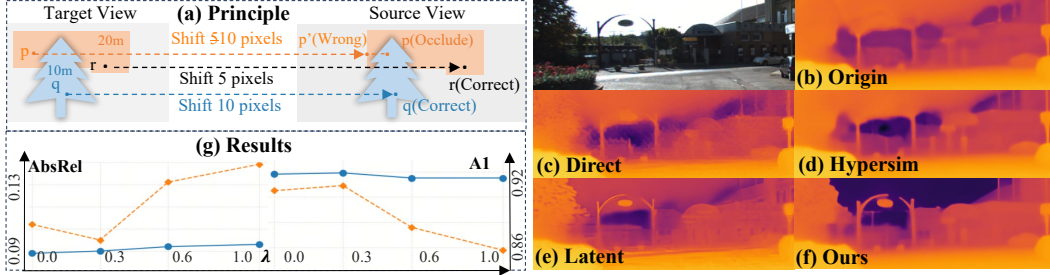 (a) Principle
Target View
Source View
20m
Shift 510 pixels
p
p'(Wrong)
p(Occlude)
r
10m
Shift 5 pixels
r(Correct)
q
Shift 10 pixels
q(Correct)
(g) Results
AbsRel
A1
0.13
0.09
0.92
0.86
0.0 0.3 0.6 1.0 λ 0.0 0.3 0.6 1.0
(b) Origin
(c) Direct
(d) Hypersim
(e) Latent
(f) Ours